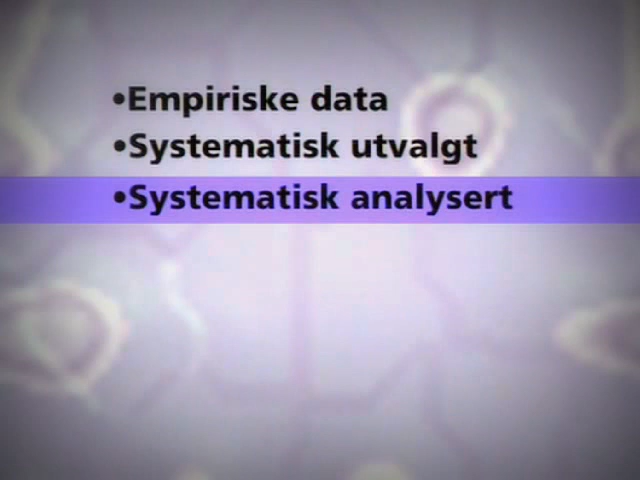 •Empiriske data
•Systematisk utvalgt
•Systematisk analysert